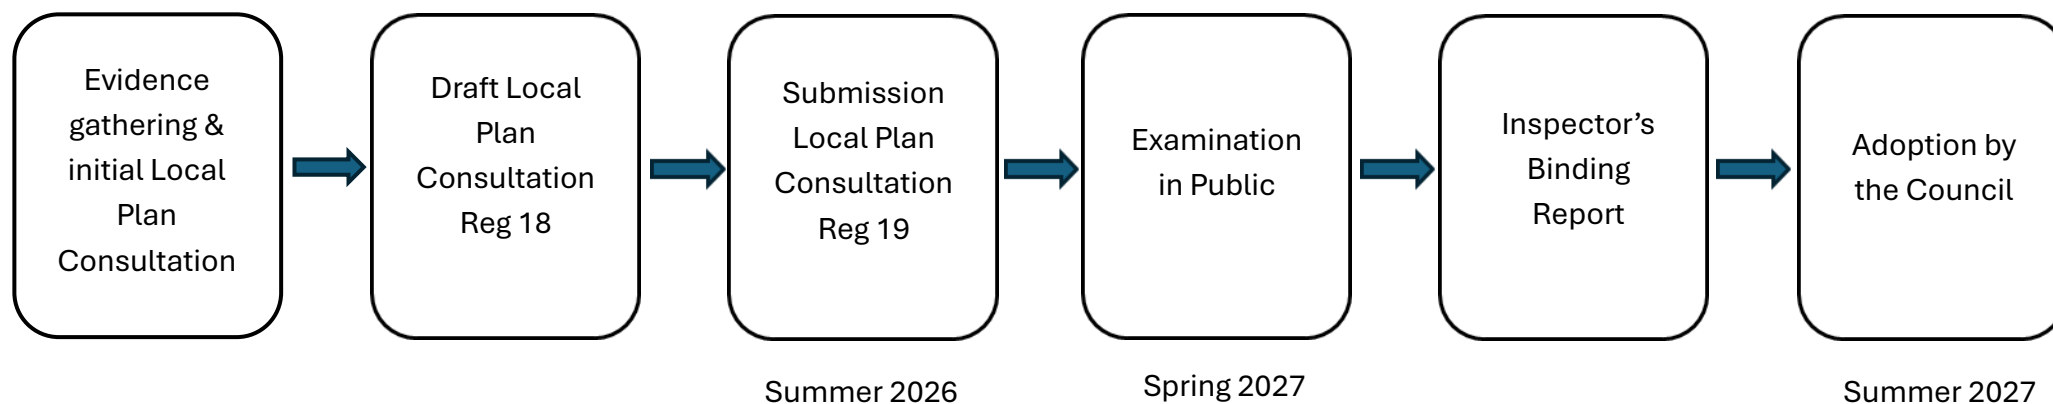 Evidence
gathering &
initial Local
Plan
Consultation
Draft Local
Plan
Consultation
Reg 18
Submission
Local Plan
Consultation
Reg 19
Examination
in Public
Inspector’s
Binding
Report
Adoption by
the Council
Summer 2026
Spring 2027
Summer 2027